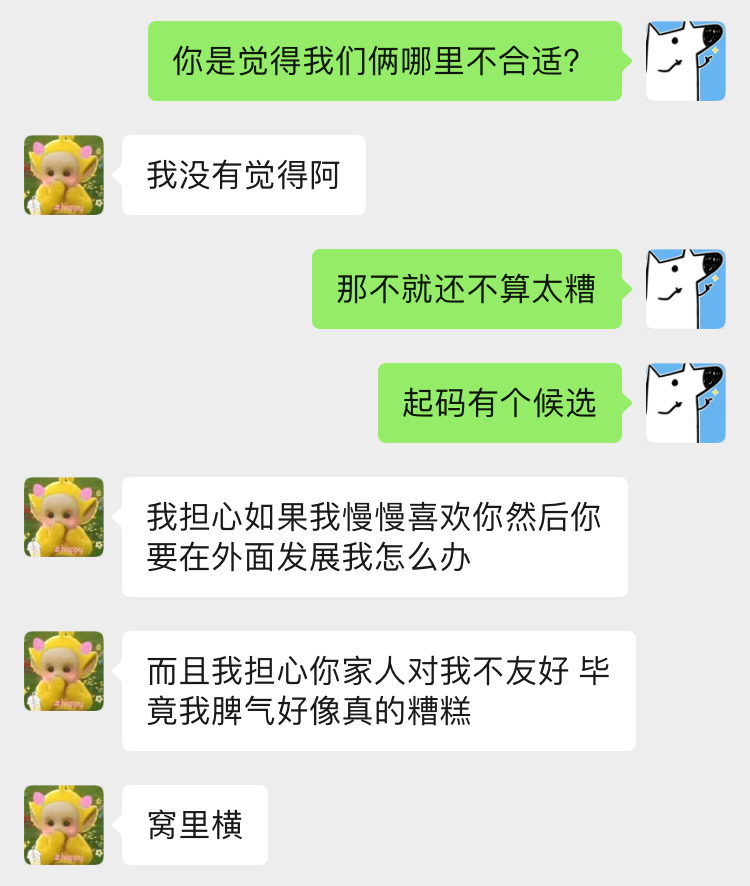 你是觉得我们俩哪里不合适?
我没有觉得阿
那不就还不算太糟
起码有个候选
我担心如果我慢慢喜欢你然后你
要在外面发展我怎么办
而且我担心你家人对我不友好 毕
竟我脾气好像真的糟糕
窝里横